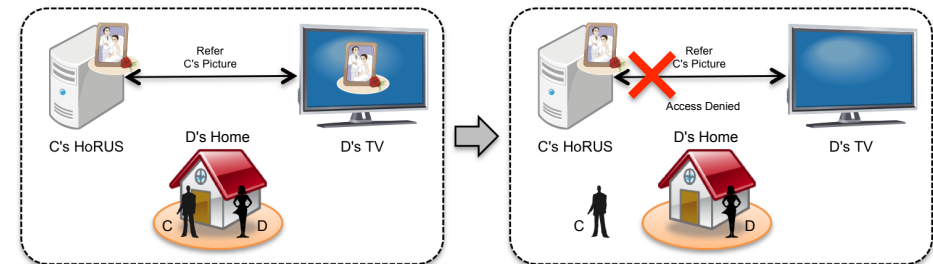 Refer
C's Picture
C's HoRUS
D's TV
D's Home
C
D
Refer
C's Picture
Access Denied
C's HoRUS
D's TV
D's Home
C
D